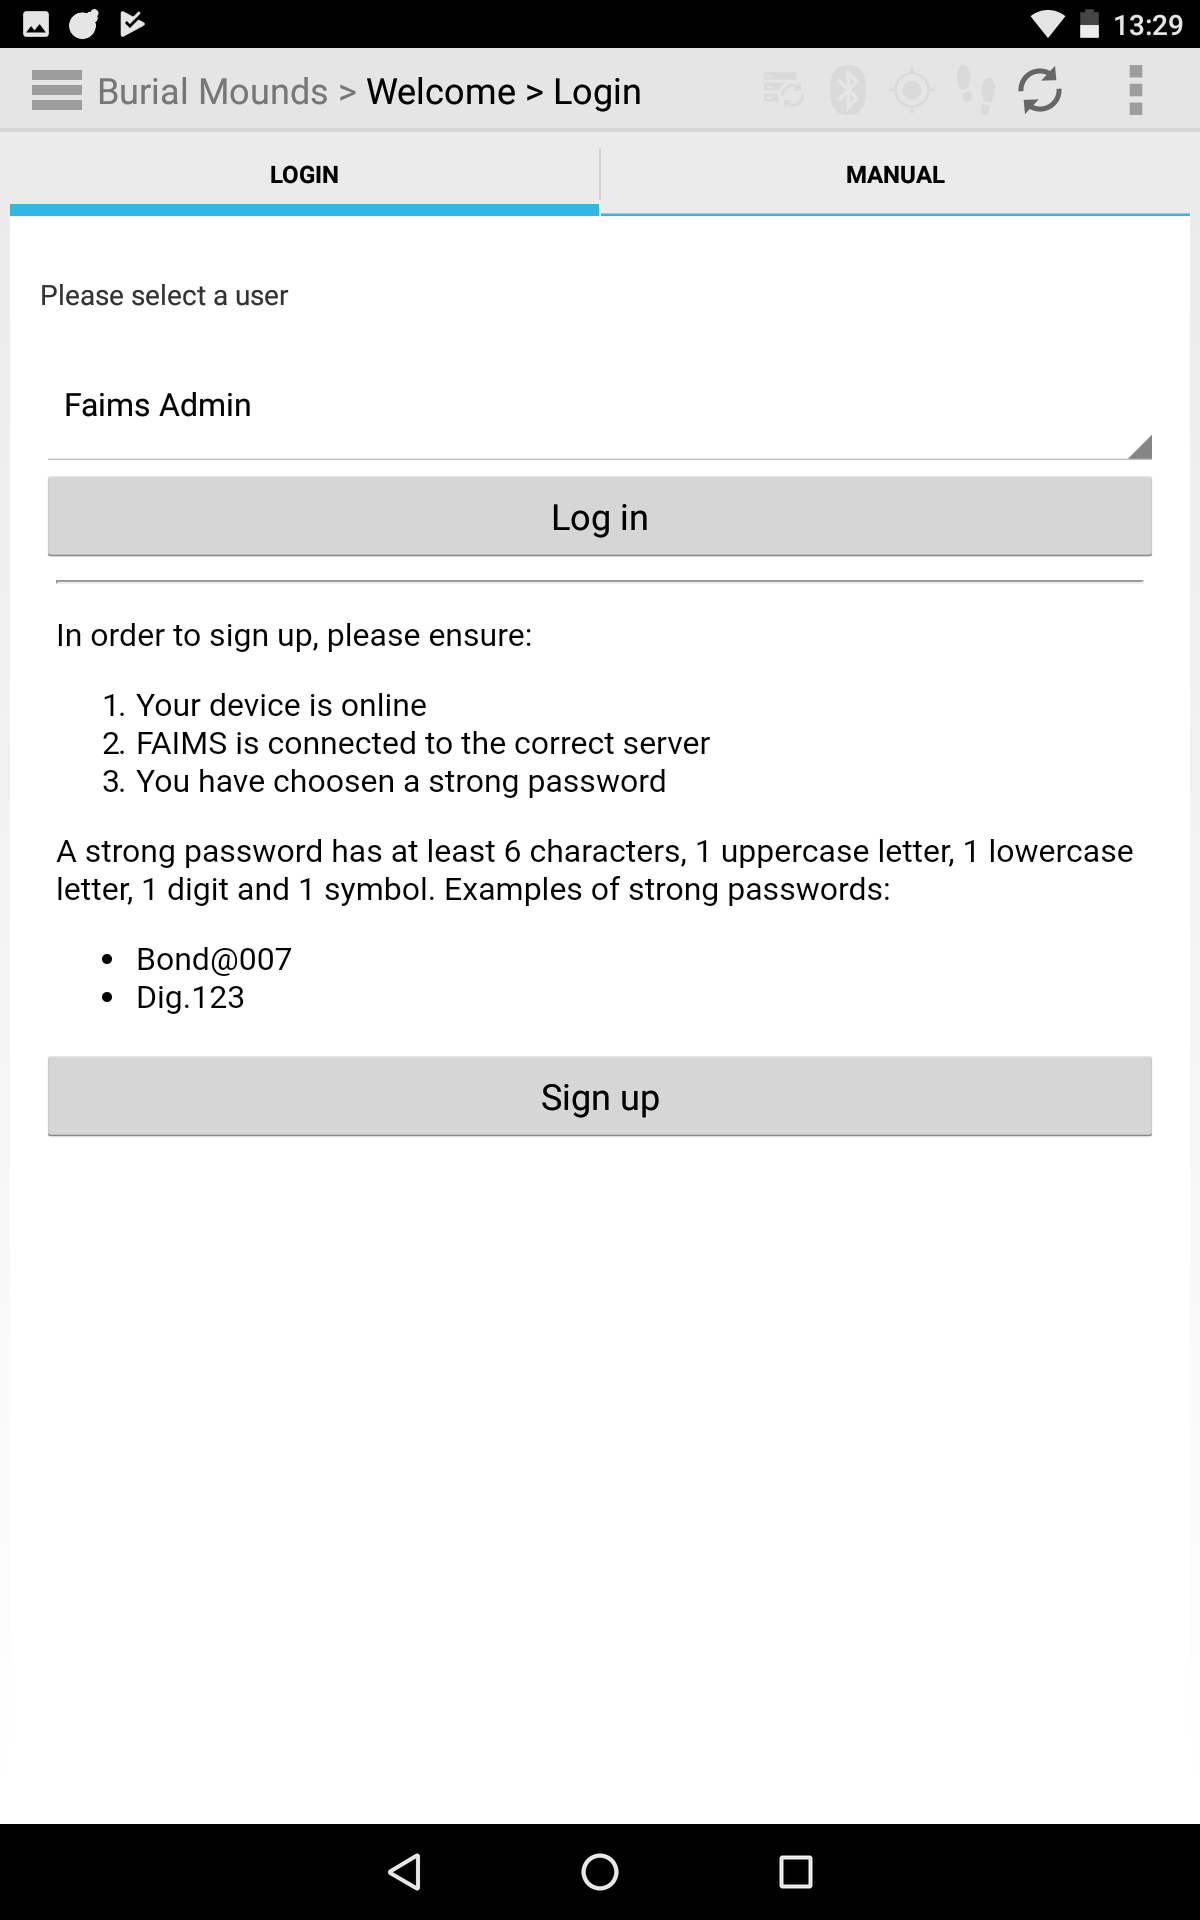 13:29
Burial Mounds > Welcome > Login
LOGIN
MANUAL
Please select a user
Faims Admin
Log in
In order to sign up, please ensure:
1. Your device is online
2. FAIMS is connected to the correct server
3. You have choosen a strong password
A strong password has at least 6 characters, 1 uppercase letter, 1 lowercase
letter, 1 digit and 1 symbol. Examples of strong passwords:
• Bond@007
• Dig.123
Sign up